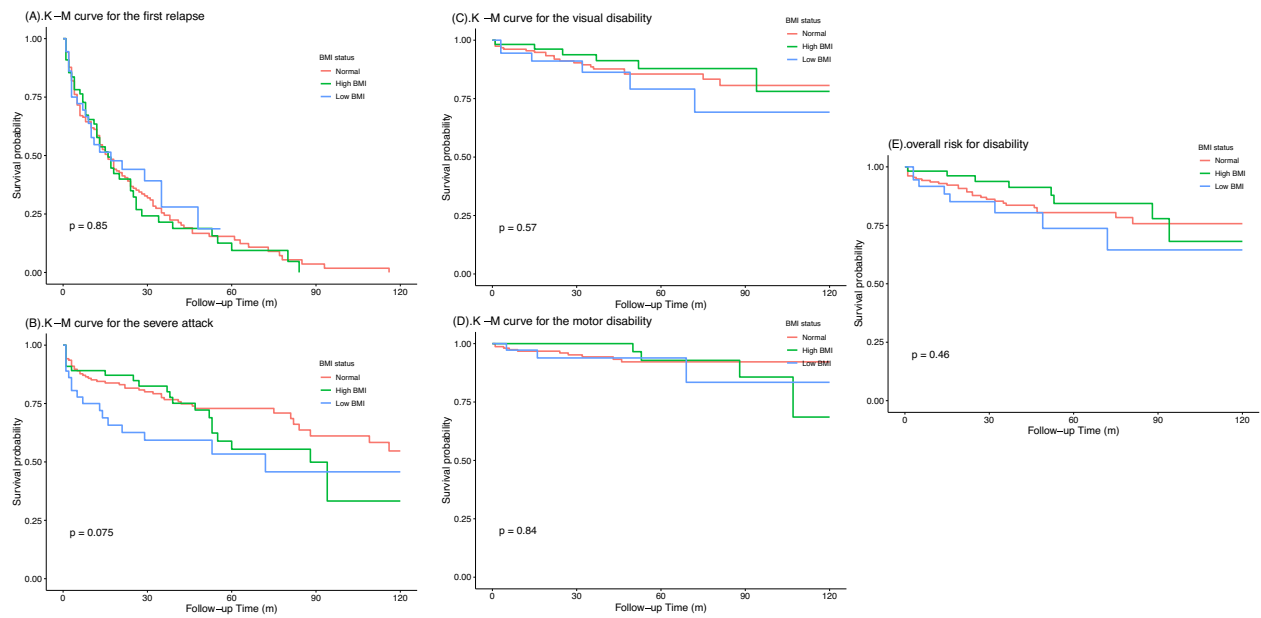 (A).K –M curve for the first relapse
BMI status
Normal
High BMI
Low BMI
1.00
0.75
0.50
0.25
0.00
Survival probability
p = 0.85
0 30 60 90 120
Follow–up Time (m)
(B).K –M curve for the severe attack
BMI status
Normal
High BMI
Low BMI
1.00
0.75
0.50
0.25
0.00
Survival probability
p = 0.075
0 30 60 90 120
Follow–up Time (m)
(C).K –M curve for the visual disability
BMI status
Normal
High BMI
Low BMI
1.00
0.75
0.50
0.25
0.00
Survival probability
p = 0.57
0 30 60 90 120
Follow–up Time (m)
(D).K –M curve for the motor disability
BMI status
Normal
High BMI
Low BMI
1.00
0.75
0.50
0.25
0.00
Survival probability
p = 0.84
0 30 60 90 120
Follow–up Time (m)
(E).overall risk for disability
BMI status
Normal
High BMI
Low BMI
1.00
0.75
0.50
0.25
0.00
Survival probability
p = 0.46
0 30 60 90 120
Follow–up Time (m)